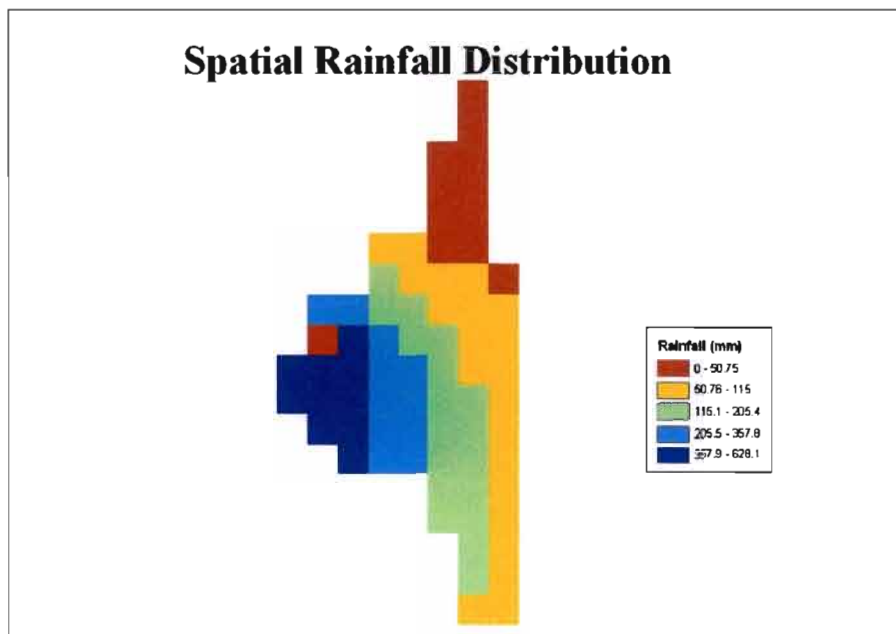 Spatial Rainfall Distribution
Rainfall (mm)
0 - 50.75
50.76 - 115
115.1 - 205.4
205.5 - 357.8
357.9 - 628.1